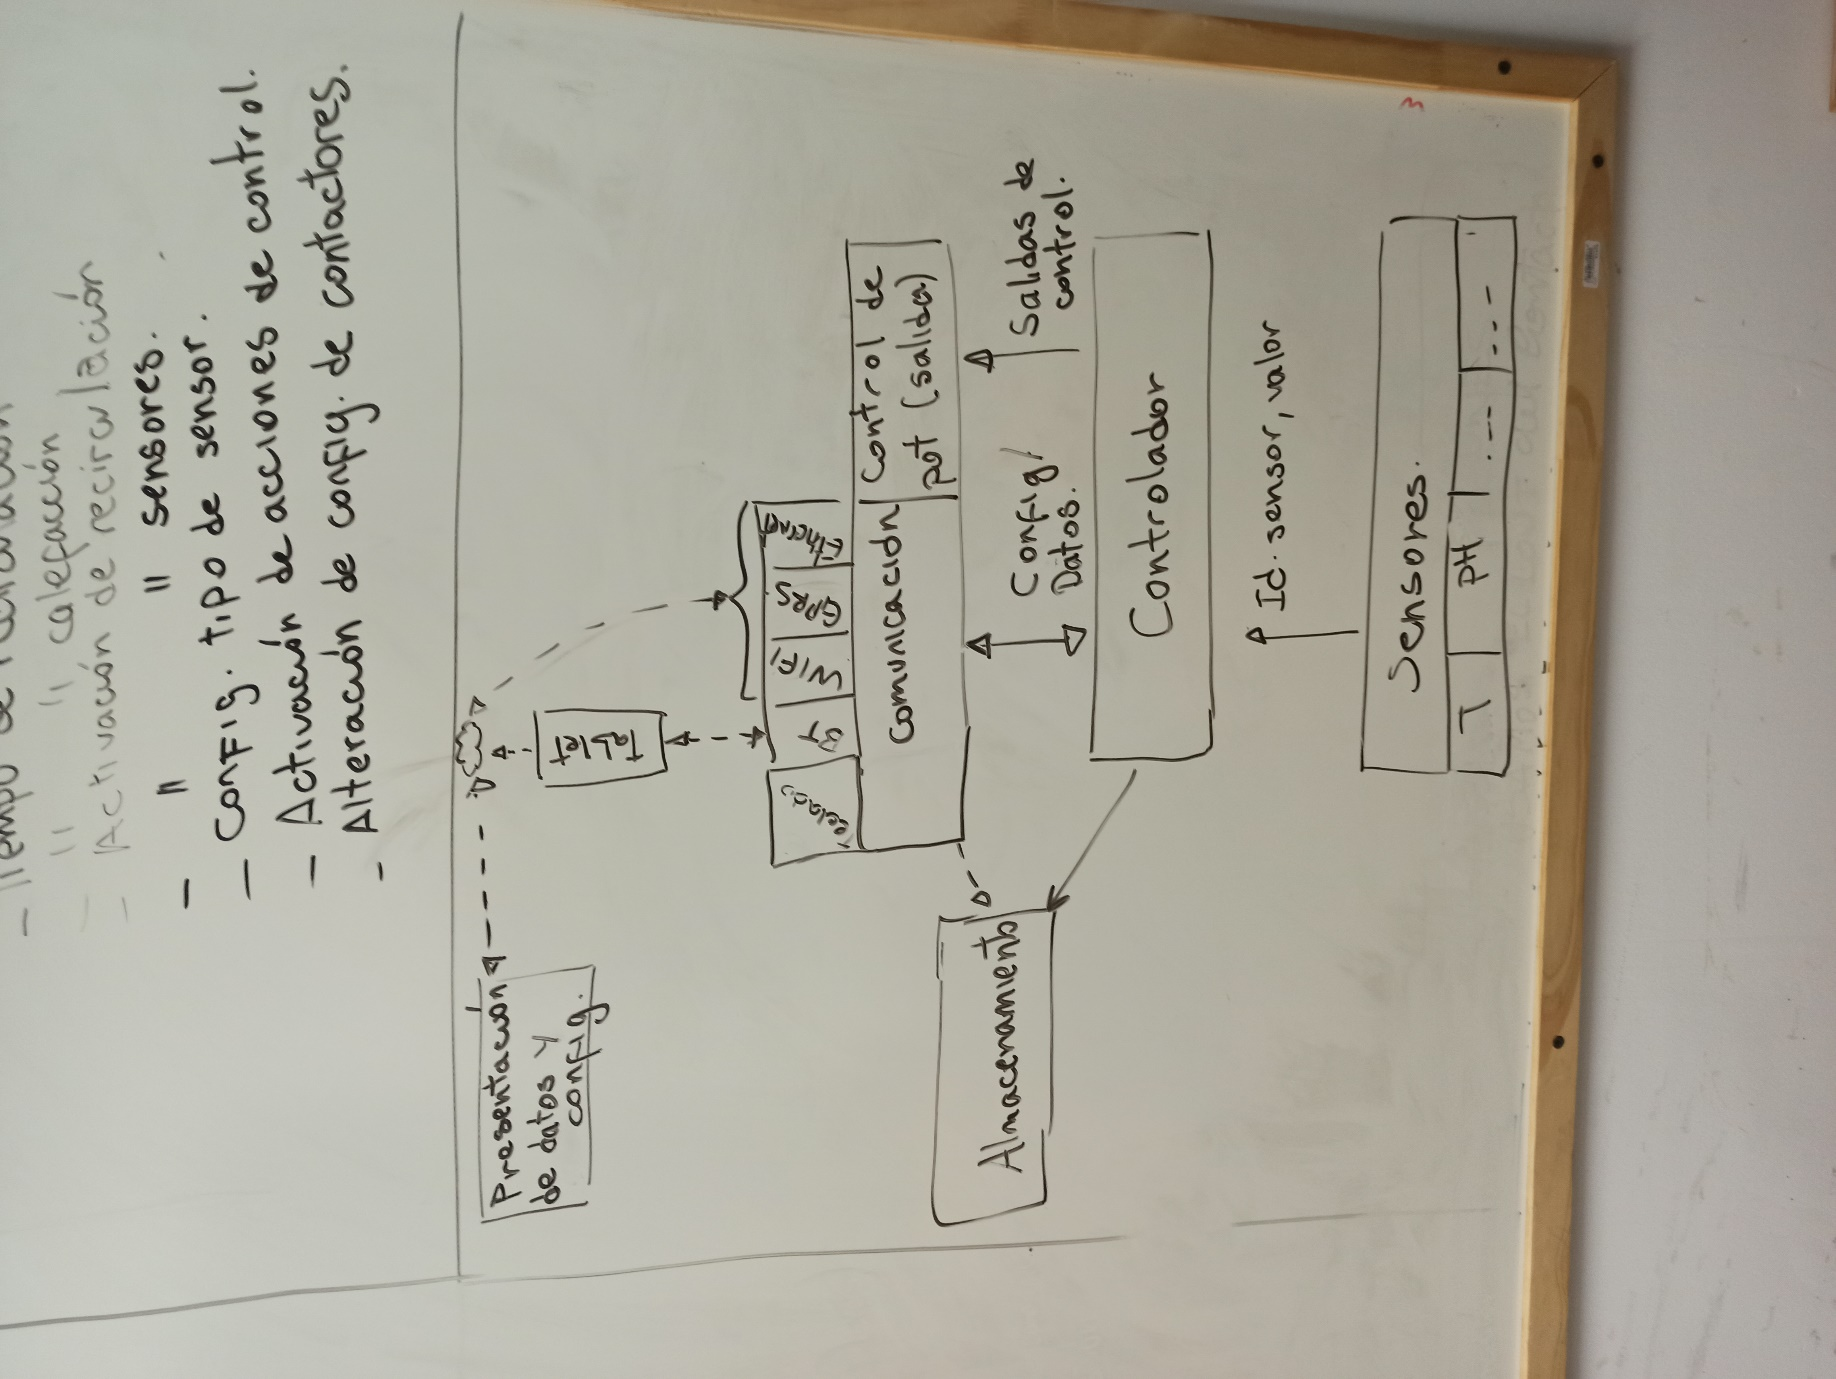 - Tiempo de
" " calefacción
- Activación de recirculación
- " " sensores.
- Config. tipo de sensor.
- Activación de acciones de control.
- Alteración de config. de contactores.
Presentación
de datos y
config.
Tablet
Teclado
BT
WIFI
GPRS
Ethernet
Comunicación
Control de
pot (salida)
Config/
Datos.
Salidas de
control.
Almacenamiento
Controlador
Id. sensor, valor
Sensores.
T
PH
...
...